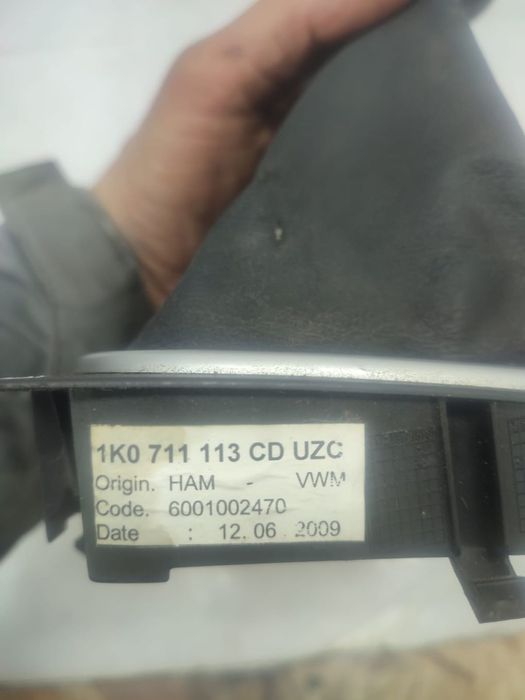 1K0 711 113 CD UZC
Origin. HAM - VWM
Code. 6001002470
Date : 12. 06 2009